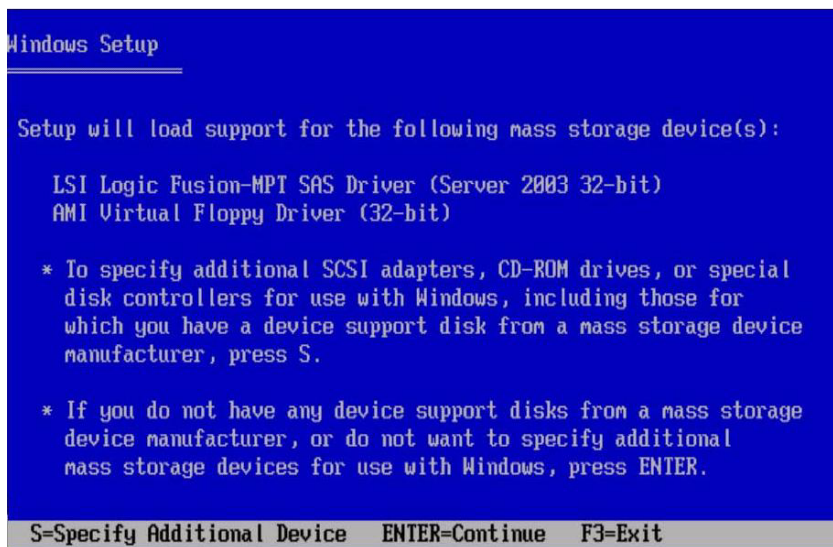 Windows Setup
Setup will load support for the following mass storage device(s):
LSI Logic Fusion-MPT SAS Driver (Server 2003 32-bit)
AMI Virtual Floppy Driver (32-bit)
* To specify additional SCSI adapters, CD-ROM drives, or special
disk controllers for use with Windows, including those for
which you have a device support disk from a mass storage device
manufacturer, press S.
* If you do not have any device support disks from a mass storage
device manufacturer, or do not want to specify additional
mass storage devices for use with Windows, press ENTER.
S=Specify Additional Device ENTER=Continue F3=Exit